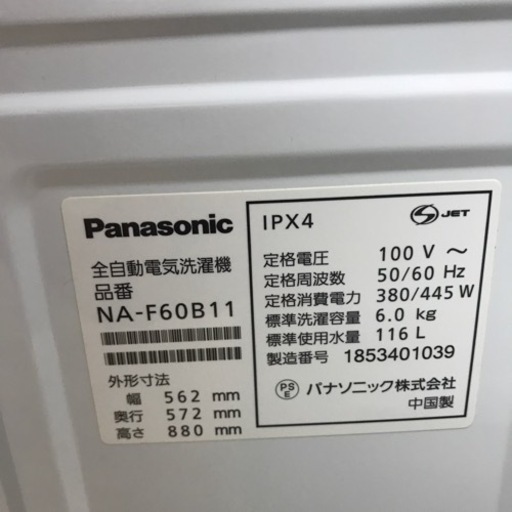 Panasonic
全自動電気洗濯機
品番
NA-F60B11
外形寸法
幅 562 mm
奥行 572 mm
高さ 880 mm
IPX4
S JET
定格電圧 100 V ～
定格周波数 50/60 Hz
定格消費電力 380/445 W
標準洗濯容量 6.0 kg
標準使用水量 116 L
製造番号 1853401039
PSE パナソニック株式会社
中国製